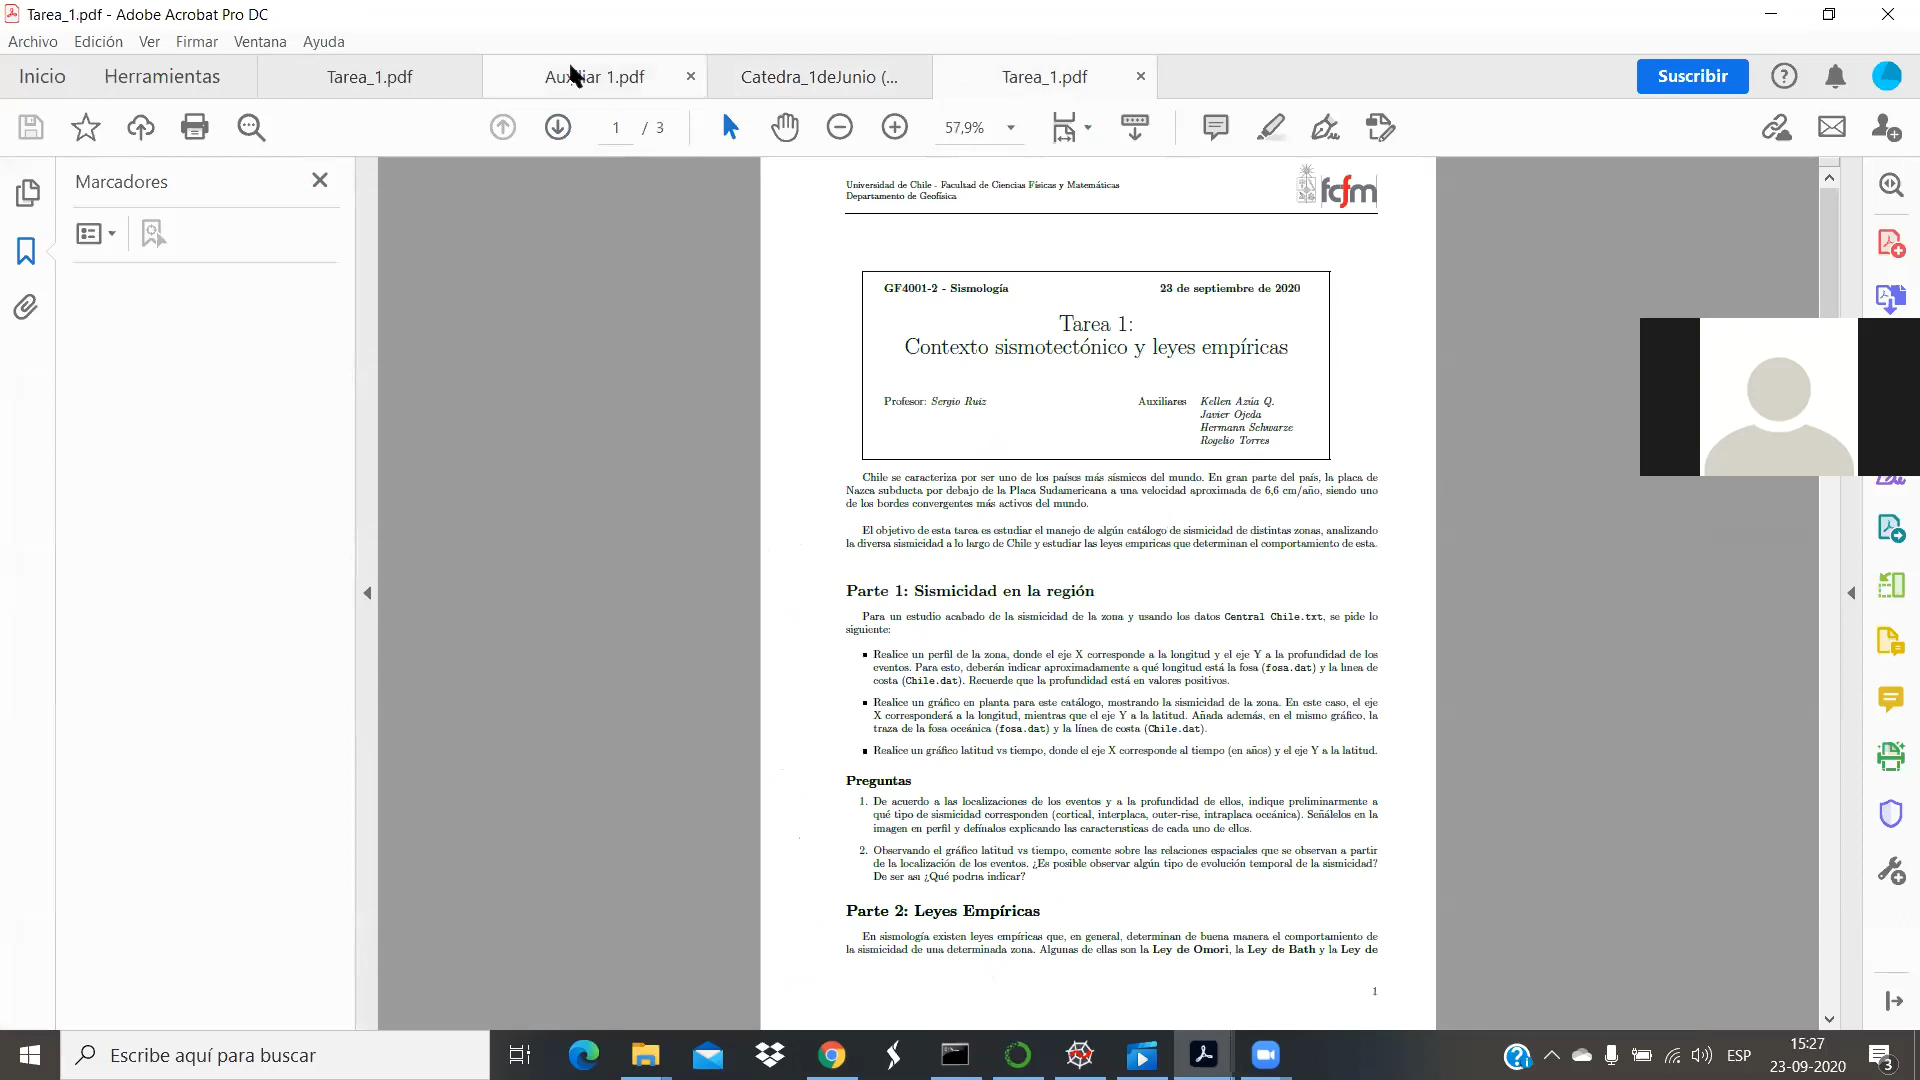 Tarea_1.pdf - Adobe Acrobat Pro DC
Archivo Edición Ver Firmar Ventana Ayuda
Inicio Herramientas Tarea_1.pdf Auxiliar 1.pdf Catedra_1deJunio (... Tarea_1.pdf Suscribir
1 / 3 57,9%
Marcadores
Universidad de Chile - Facultad de Ciencias Físicas y Matemáticas
Departamento de Geofísica
fcfm
GF4001-2 - Sismología 23 de septiembre de 2020
Tarea 1:
Contexto sismotectónico y leyes empíricas
Profesor: Sergio Ruiz Auxiliares Kellen Azúa Q.
Javier Ojeda
Hermann Schwarze
Rogelio Torres
Chile se caracteriza por ser uno de los países más sísmicos del mundo. En gran parte del país, la placa de
Nazca subducta por debajo de la Placa Sudamericana a una velocidad aproximada de 6,6 cm/año, siendo uno
de los bordes convergentes más activos del mundo.
El objetivo de esta tarea es estudiar el manejo de algún catálogo de sismicidad de distintas zonas, analizando
la diversa sismicidad a lo largo de Chile y estudiar las leyes empíricas que determinan el comportamiento de esta.
Parte 1: Sismicidad en la región
Para un estudio acabado de la sismicidad de la zona y usando los datos Central Chile.txt, se pide lo
siguiente:
▪ Realice un perfil de la zona, donde el eje X corresponde a la longitud y el eje Y a la profundidad de los
eventos. Para esto, deberán indicar aproximadamente a qué longitud está la fosa (fosa.dat) y la línea de
costa (Chile.dat). Recuerde que la profundidad está en valores positivos.
▪ Realice un gráfico en planta para este catálogo, mostrando la sismicidad de la zona. En este caso, el eje
X corresponderá a la longitud, mientras que el eje Y a la latitud. Añada además, en el mismo gráfico, la
traza de la fosa oceánica (fosa.dat) y la línea de costa (Chile.dat).
▪ Realice un gráfico latitud vs tiempo, donde el eje X corresponde al tiempo (en años) y el eje Y a la latitud.
Preguntas
1. De acuerdo a las localizaciones de los eventos y a la profundidad de ellos, indique preliminarmente a
qué tipo de sismicidad corresponden (cortical, interplaca, outer-rise, intraplaca oceánica). Señálelos en la
imagen en perfil y defínalos explicando las características de cada uno de ellos.
2. Observando el gráfico latitud vs tiempo, comente sobre las relaciones espaciales que se observan a partir
de la localización de los eventos. ¿Es posible observar algún tipo de evolución temporal de la sismicidad?
De ser así ¿Qué podría indicar?
Parte 2: Leyes Empíricas
En sismología existen leyes empíricas que, en general, determinan de buena manera el comportamiento de
la sismicidad de una determinada zona. Algunas de ellas son la Ley de Omori, la Ley de Bath y la Ley de
1
Escribe aquí para buscar
ESP
15:27
23-09-2020
3